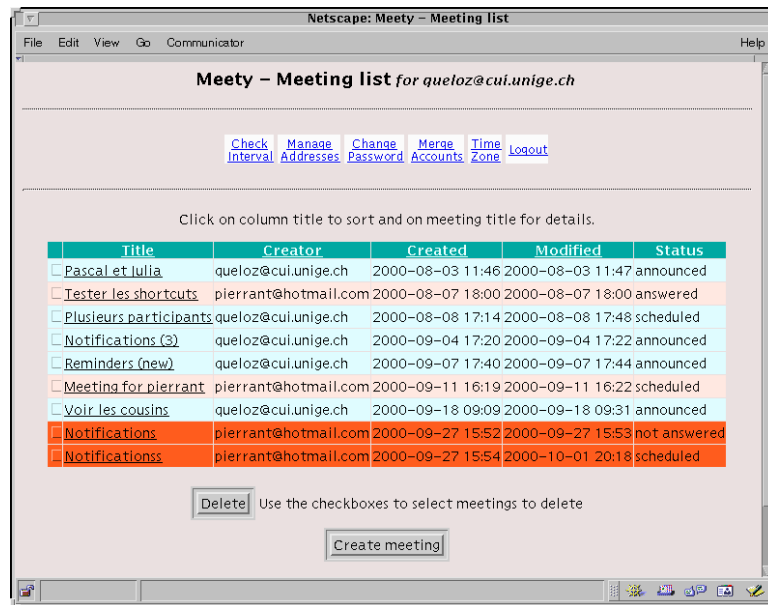 Netscape: Meety – Meeting list
File Edit View Go Communicator Help
Meety – Meeting list for queloz@cui.unige.ch
Check Interval Manage Addresses Change Password Merge Accounts Time Zone Logout
Click on column title to sort and on meeting title for details.
Title Creator Created Modified Status
Pascal et Julia queloz@cui.unige.ch 2000–08–03 11:46 2000–08–03 11:47 announced
Tester les shortcuts pierrant@hotmail.com 2000–08–07 18:00 2000–08–07 18:00 answered
Plusieurs participants queloz@cui.unige.ch 2000–08–08 17:14 2000–08–08 17:48 scheduled
Notifications (3) queloz@cui.unige.ch 2000–09–04 17:20 2000–09–04 17:22 announced
Reminders (new) queloz@cui.unige.ch 2000–09–07 17:40 2000–09–07 17:44 announced
Meeting for pierrant pierrant@hotmail.com 2000–09–11 16:19 2000–09–11 16:22 scheduled
Voir les cousins queloz@cui.unige.ch 2000–09–18 09:09 2000–09–18 09:31 announced
Notifications pierrant@hotmail.com 2000–09–27 15:52 2000–09–27 15:53 not answered
Notificationss pierrant@hotmail.com 2000–09–27 15:54 2000–10–01 20:18 scheduled
Delete Use the checkboxes to select meetings to delete
Create meeting